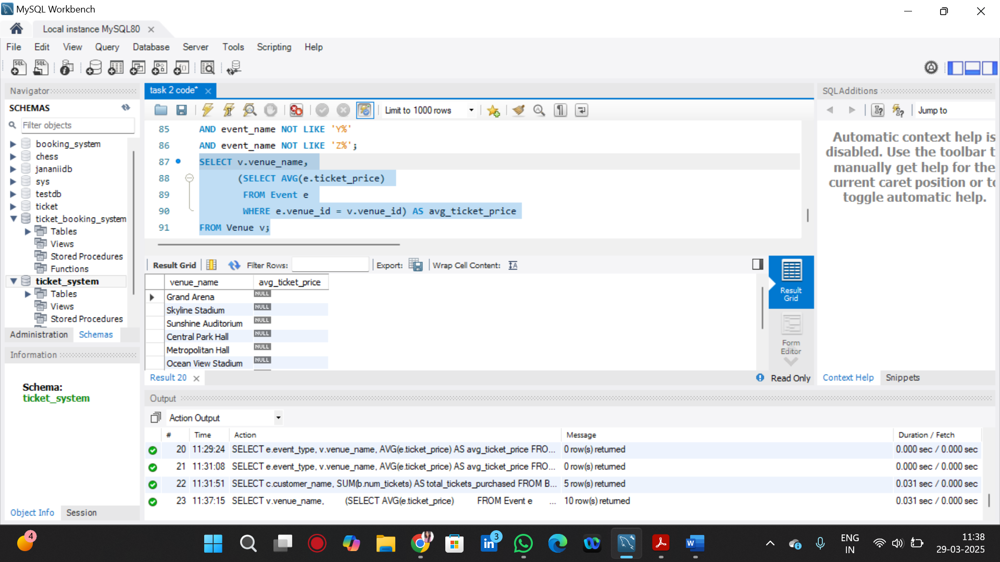 MySQL Workbench
Local instance MySQL80
File Edit View Query Database Server Tools Scripting Help
Navigator
SCHEMAS
Filter objects
booking_system
chess
jananiidb
sys
testdb
ticket
ticket_booking_system
Tables
Views
Stored Procedures
Functions
ticket_system
Tables
Views
Stored Procedures
Administration Schemas
Information
Schema:
ticket_system
Object Info Session
task 2 code*
Limit to 1000 rows
85 AND event_name NOT LIKE 'Y%'
86 AND event_name NOT LIKE 'Z%';
87 SELECT v.venue_name,
88 (SELECT AVG(e.ticket_price)
89 FROM Event e
90 WHERE e.venue_id = v.venue_id) AS avg_ticket_price
91 FROM Venue v;
Result Grid Filter Rows: Export: Wrap Cell Content:
venue_name avg_ticket_price
Grand Arena NULL
Skyline Stadium NULL
Sunshine Auditorium NULL
Central Park Hall NULL
Metropolitan Hall NULL
Ocean View Stadium NULL
Result
Grid
Form
Editor
Result 20
Read Only
SQLAdditions
Jump to
Automatic context help is
disabled. Use the toolbar t
manually get help for the
current caret position or to
toggle automatic help.
Context Help Snippets
Output
Action Output
# Time Action Message Duration / Fetch
20 11:29:24 SELECT e.event_type, v.venue_name, AVG(e.ticket_price) AS avg_ticket_price FRO... 0 row(s) returned 0.000 sec / 0.000 sec
21 11:31:08 SELECT e.event_type, v.venue_name, AVG(e.ticket_price) AS avg_ticket_price FRO... 0 row(s) returned 0.000 sec / 0.000 sec
22 11:31:51 SELECT c.customer_name, SUM(b.num_tickets) AS total_tickets_purchased FROM B... 5 row(s) returned 0.031 sec / 0.000 sec
23 11:37:15 SELECT v.venue_name, (SELECT AVG(e.ticket_price) FROM Event e ... 10 row(s) returned 0.031 sec / 0.000 sec
4
3
ENG
IN
11:38
29-03-2025